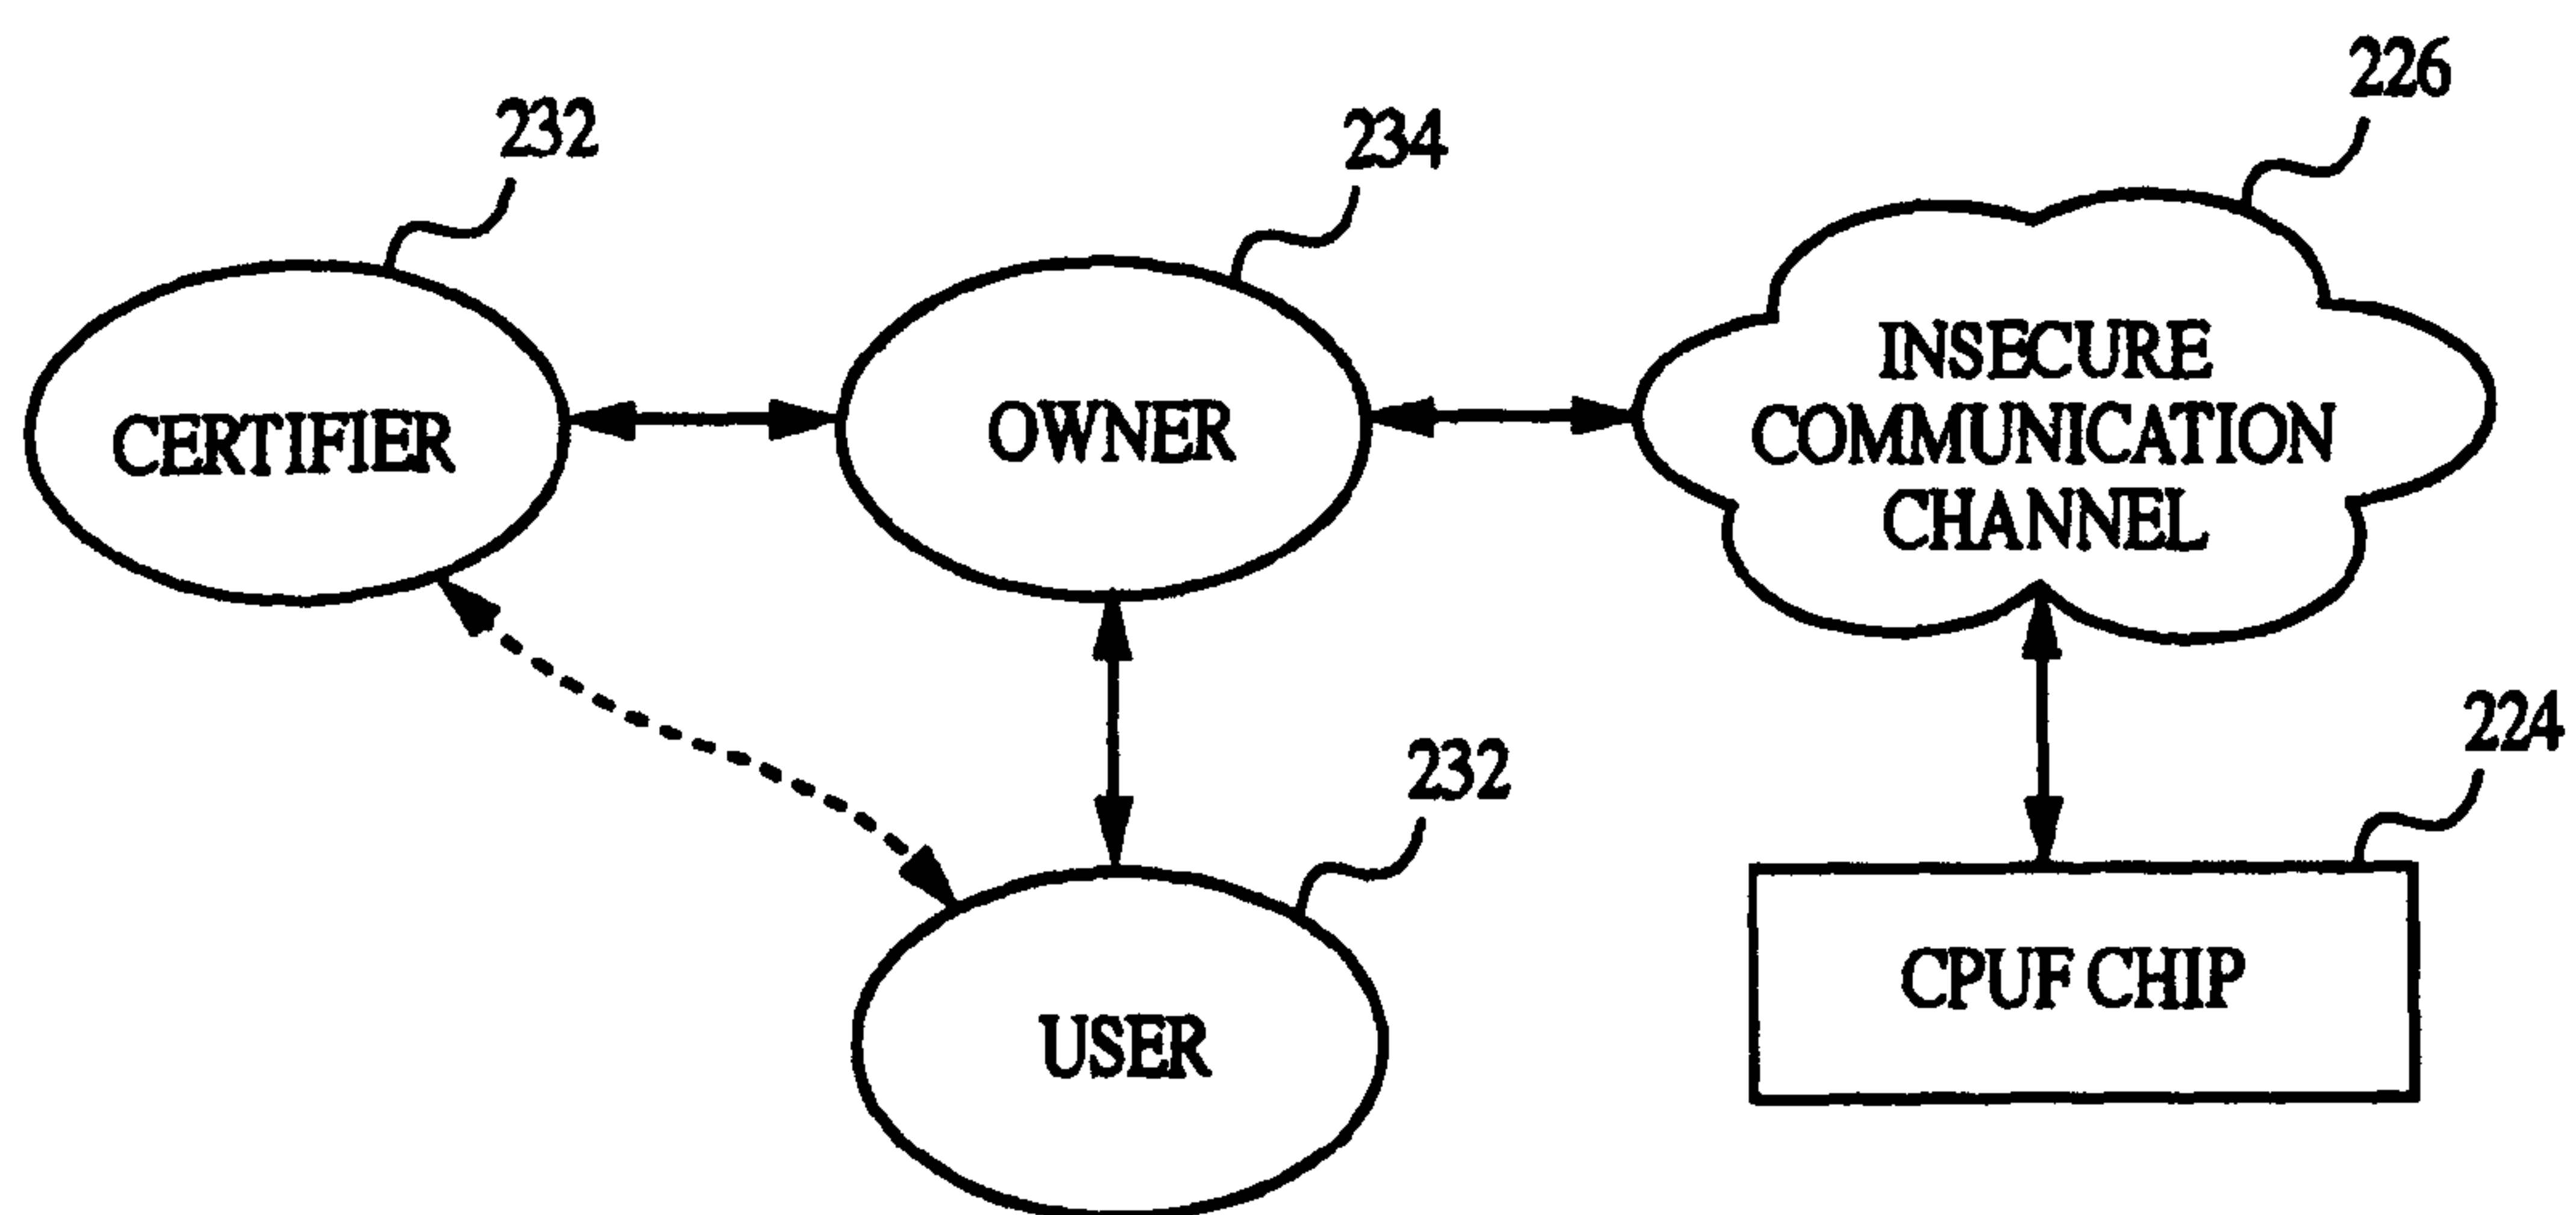 226
232
234
INSECURE
COMMUNICATION
CHANNEL
CERTIFIER
OWNER
224
232
CPUF CHIP
USER